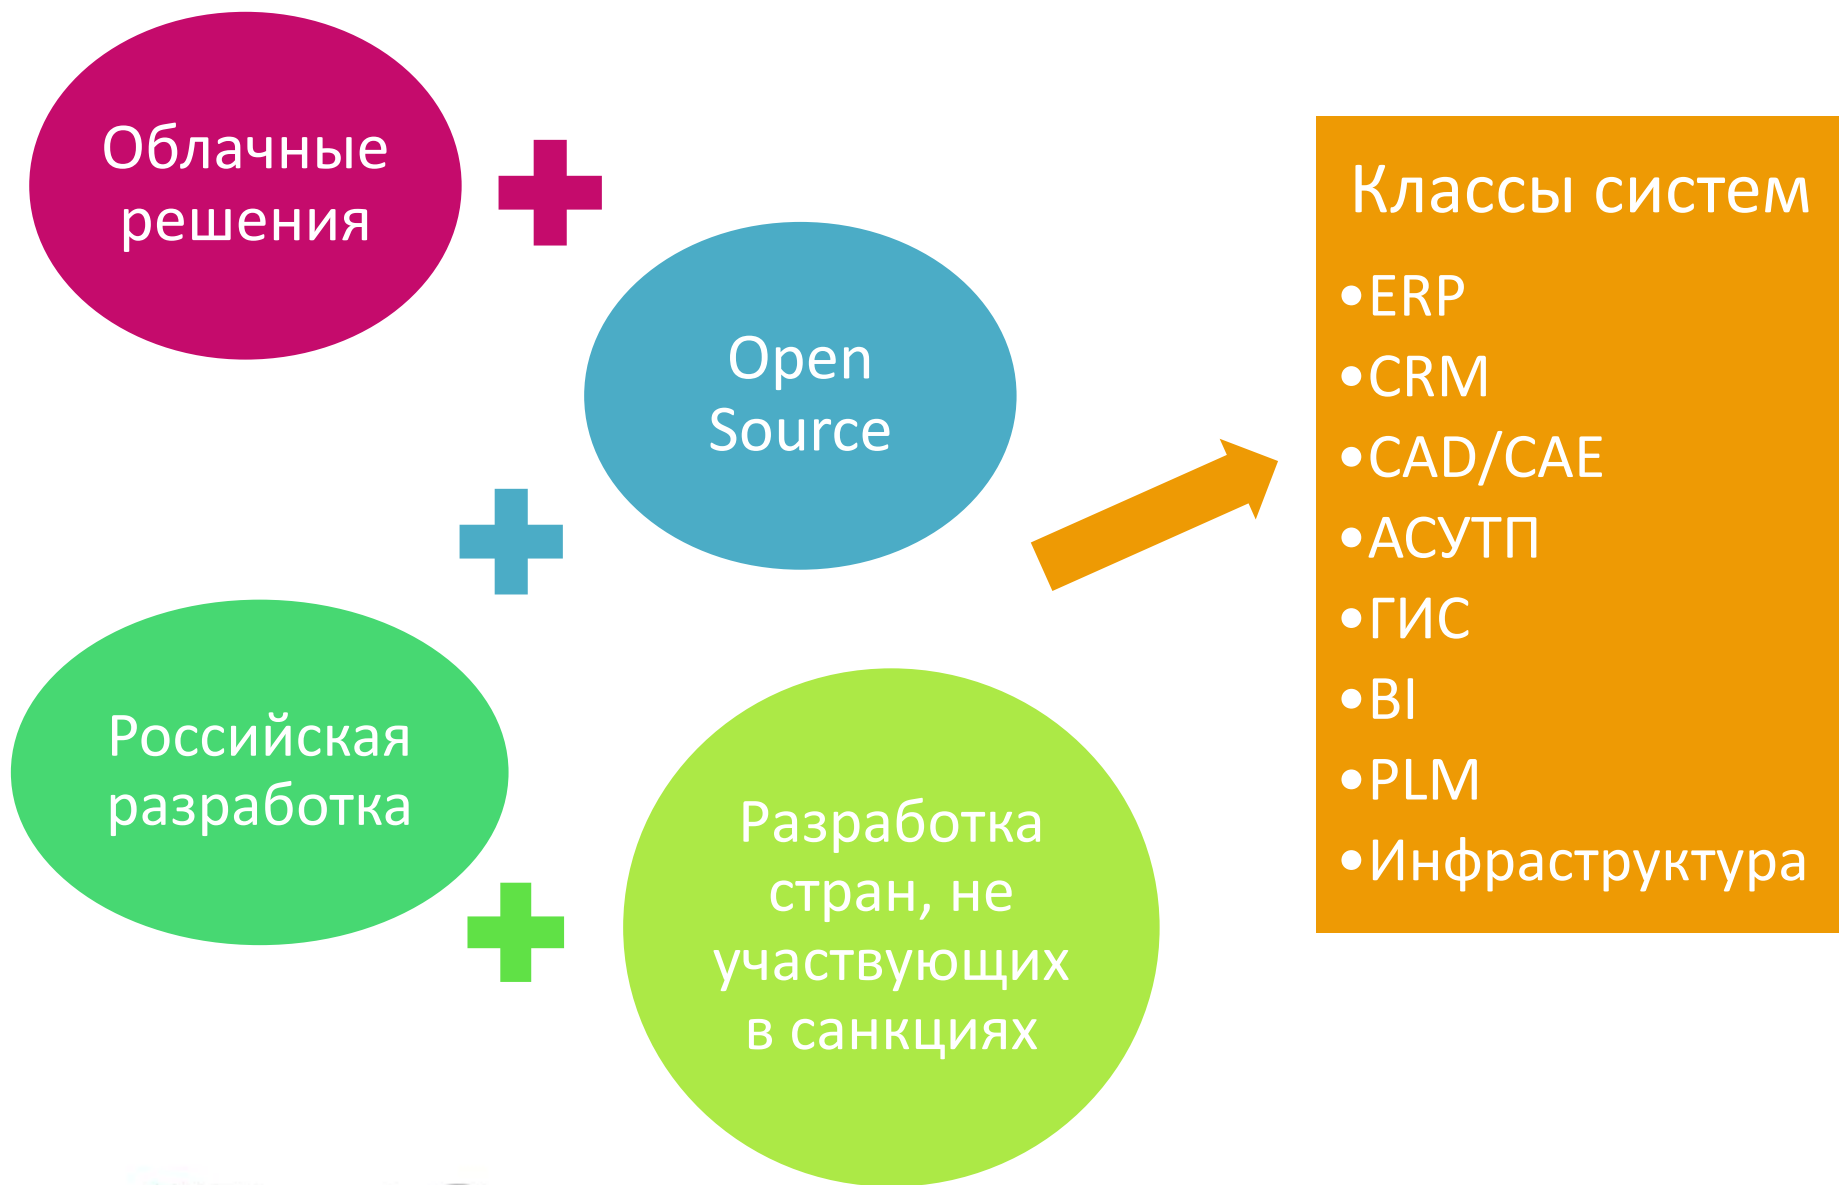 Облачные
решения
Open
Source
Российская
разработка
Разработка
стран, не
участвующих
в санкциях
Классы систем
•ERP
•CRM
•CAD/CAE
•АСУТП
•ГИС
•BI
•PLM
•Инфраструктура